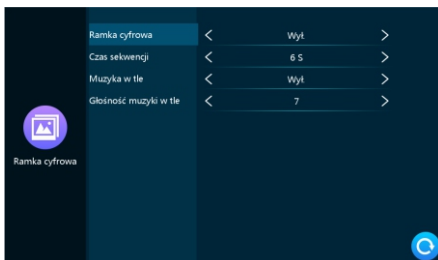 Ramka cyfrowa < Wył. >
Czas sekwencji < 6 S >
Muzyka w tle < Wył. >
Głośność muzyki w tle < 7 >
Ramka cyfrowa